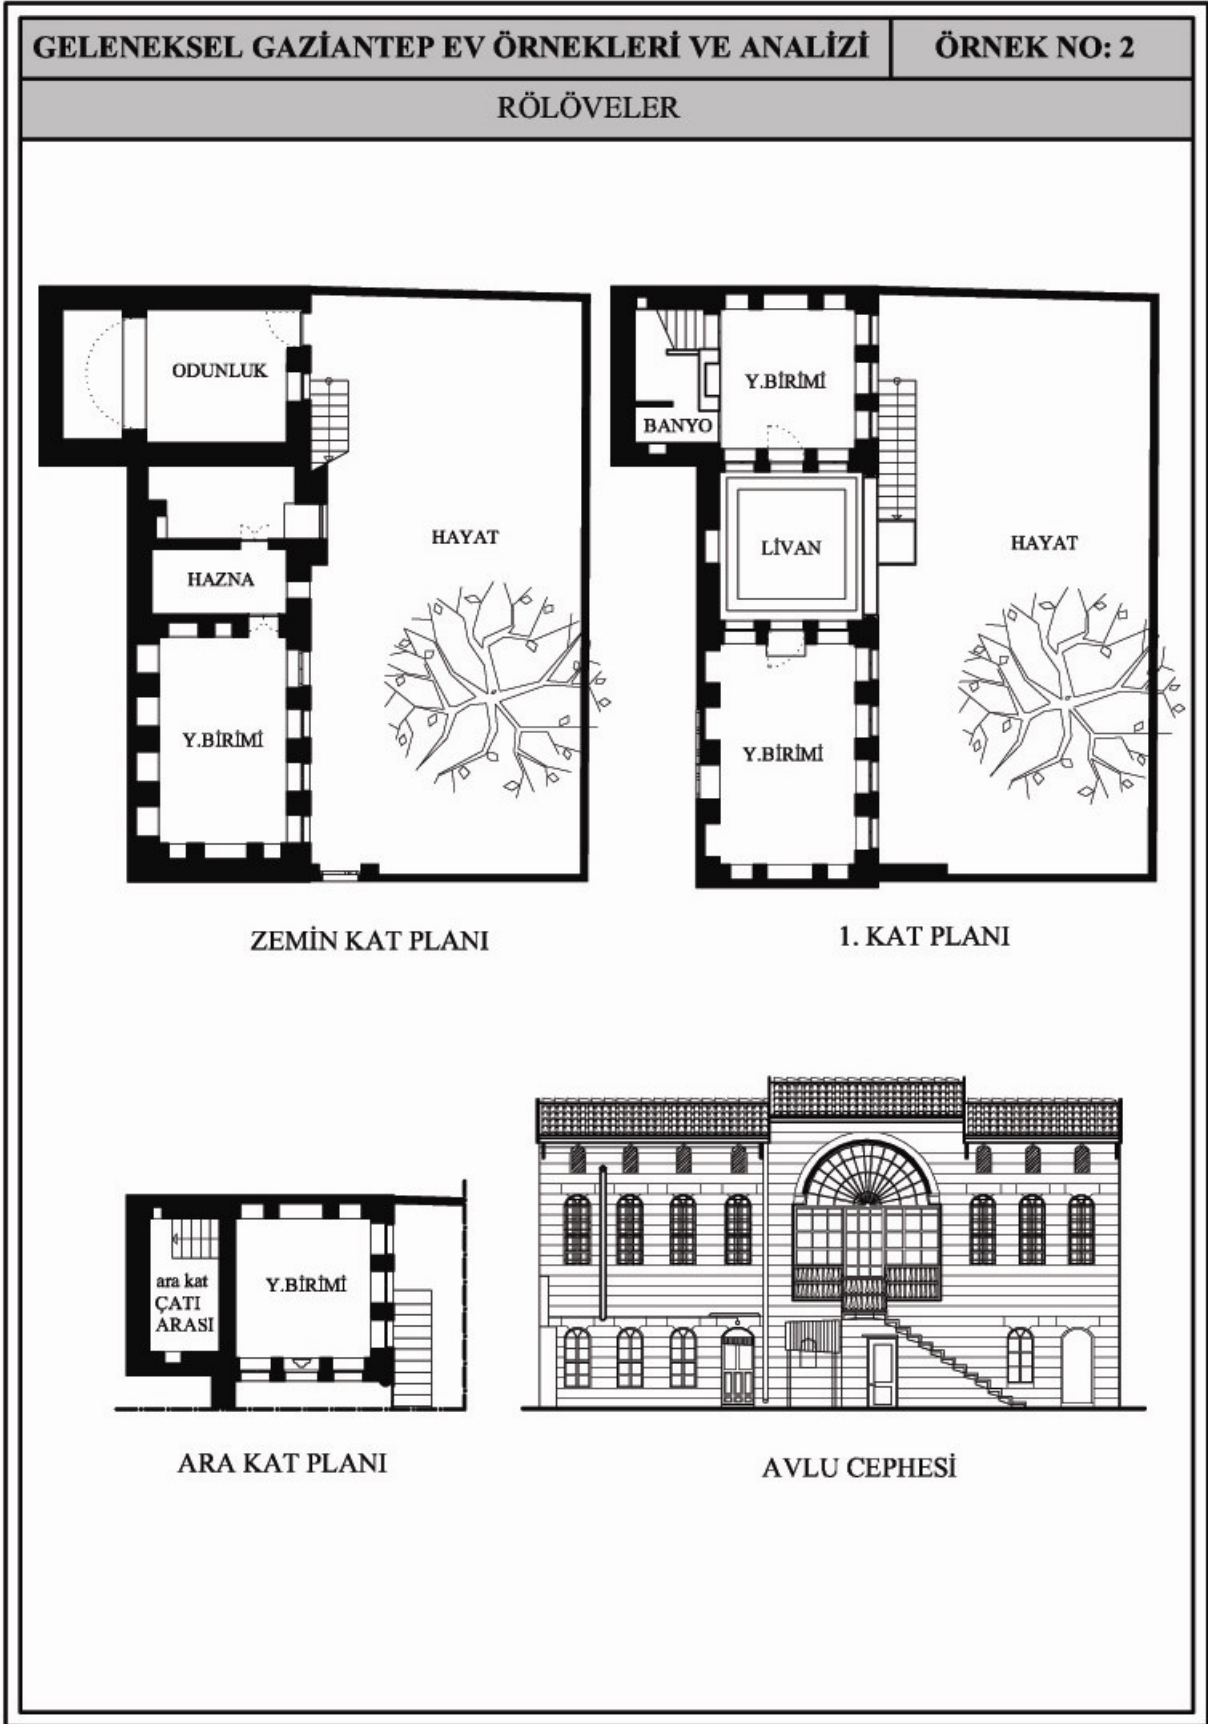 GELENEKSEL GAZİANTEP EV ÖRNEKLERİ VE ANALİZİ
ÖRNEK NO: 2
RÖLÖVELER
ODUNLUK
HAYAT
HAZNA
Y.BİRİMİ
ZEMİN KAT PLANI
Y.BİRİMİ
BANYO
LİVAN
HAYAT
Y.BİRİMİ
1. KAT PLANI
ara kat
ÇATI
ARASI
Y.BİRİMİ
ARA KAT PLANI
AVLU CEPHESİ